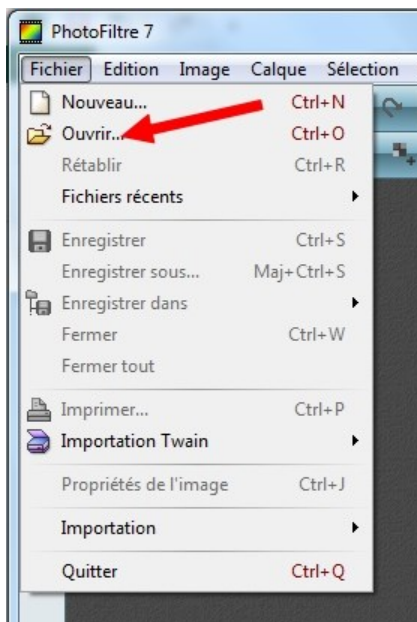 PhotoFiltre 7
Fichier Edition Image Calque Sélection
Nouveau... Ctrl+N
Ouvrir... Ctrl+O
Rétablir Ctrl+R
Fichiers récents
Enregistrer Ctrl+S
Enregistrer sous... Maj+Ctrl+S
Enregistrer dans
Fermer Ctrl+W
Fermer tout
Imprimer... Ctrl+P
Importation Twain
Propriétés de l'image Ctrl+J
Importation
Quitter Ctrl+Q